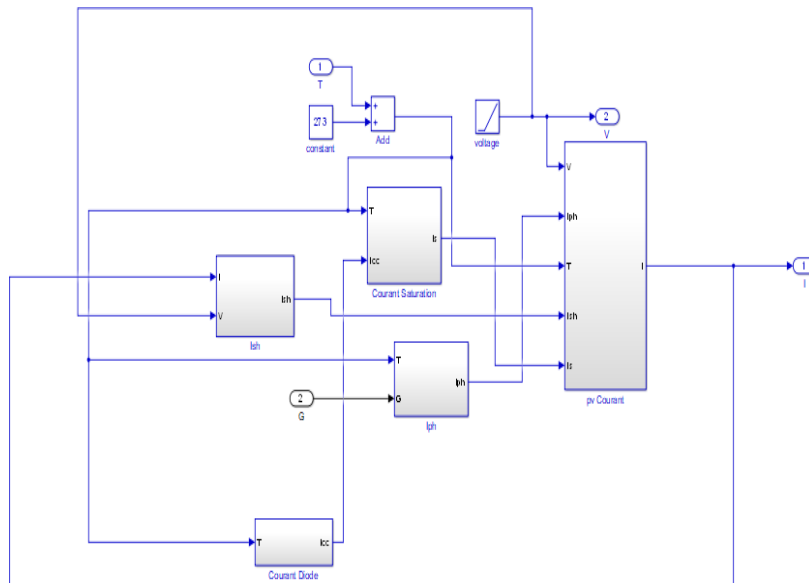 1
T
+
+
273
constant
Add
voltage
2
V
V
Iph
T
Ish
Is
I
pv Courant
1
I
T
Icc
Is
Courant Saturation
I
V
Ish
Ish
T
G
Iph
Iph
2
G
T
Icc
Courant Diode